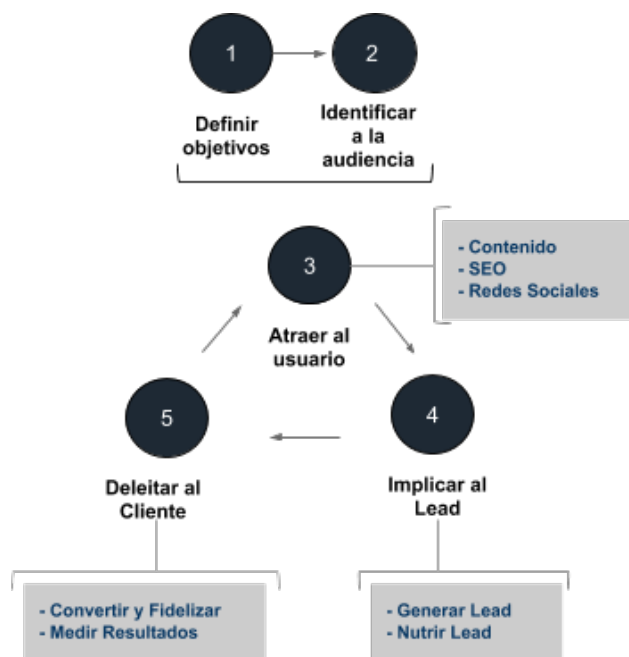 1
2
Definir
objetivos
Identificar
a la
audiencia
3
- Contenido
- SEO
- Redes Sociales
Atraer al
usuario
4
Implicar al
Lead
- Generar Lead
- Nutrir Lead
5
Deleitar al
Cliente
- Convertir y Fidelizar
- Medir Resultados